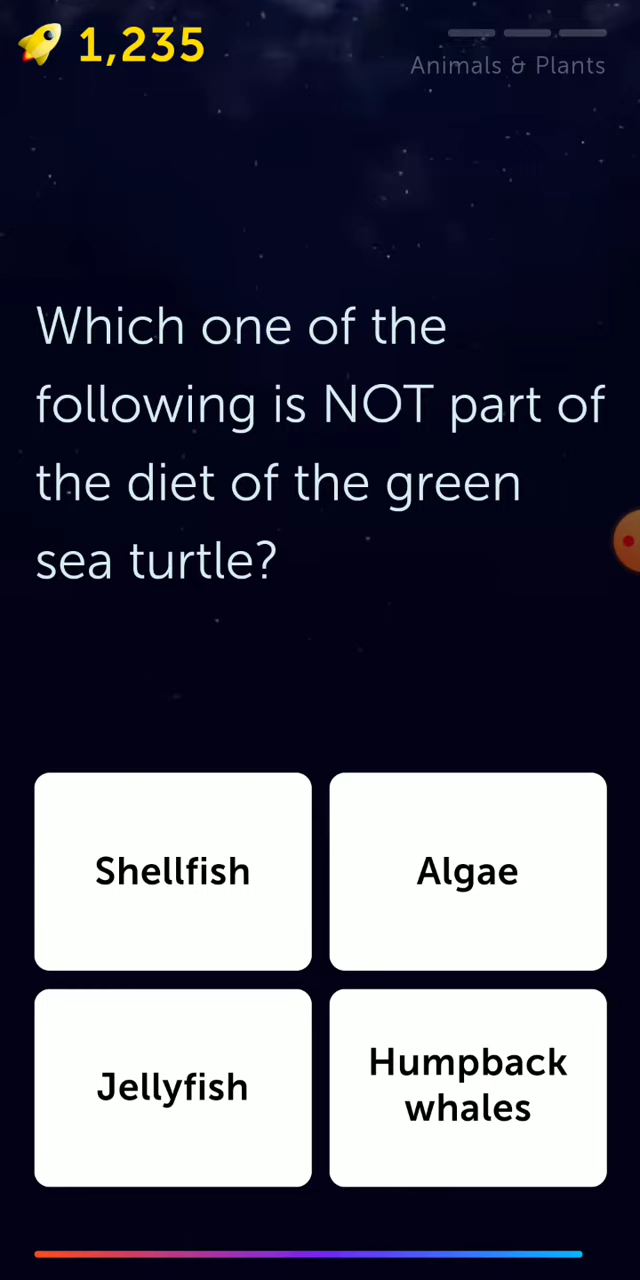 1,235
Animals & Plants
Which one of the
following is NOT part of
the diet of the green
sea turtle?
Shellfish
Algae
Jellyfish
Humpback
whales